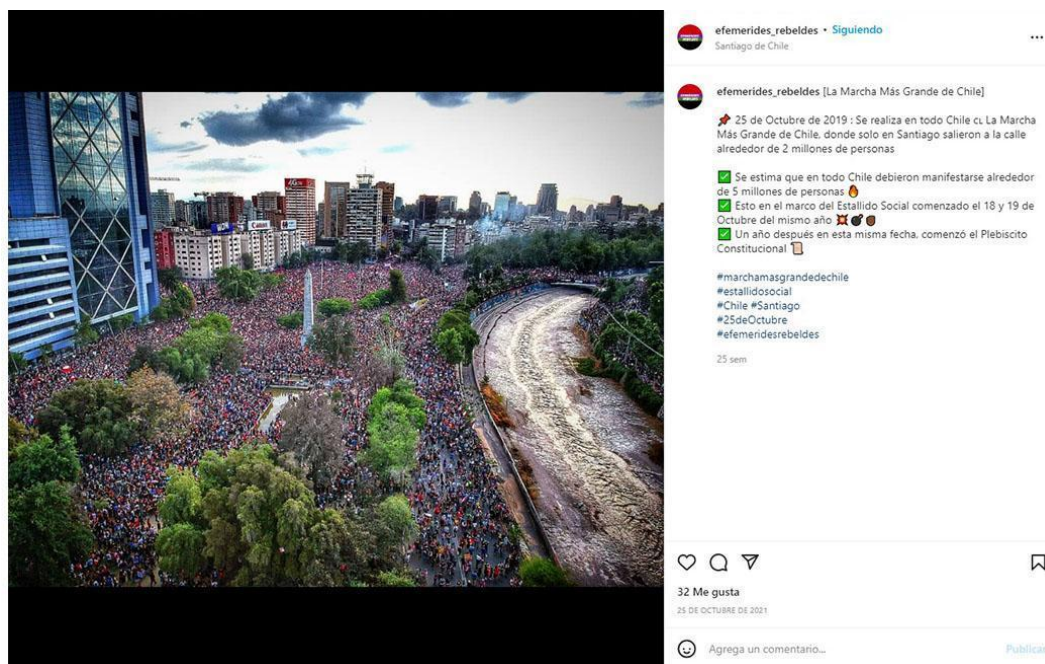 efemerides_rebeldes • Siguiendo
Santiago de Chile
efemerides_rebeldes [La Marcha Más Grande de Chile]
📌 25 de Octubre de 2019 : Se realiza en todo Chile cʟ La Marcha
Más Grande de Chile, donde solo en Santiago salieron a la calle
alrededor de 2 millones de personas
✅ Se estima que en todo Chile debieron manifestarse alrededor
de 5 millones de personas 🔥
✅ Esto en el marco del Estallido Social comenzado el 18 y 19 de
Octubre del mismo año 💥💣✊🏿
✅ Un año después en esta misma fecha, comenzó el Plebiscito
Constitucional 📜
#marchamasgrandedechile
#estallidosocial
#Chile #Santiago
#25deOctubre
#efemeridesrebeldes
25 sem
32 Me gusta
25 DE OCTUBRE DE 2021
Agrega un comentario...
Publicar